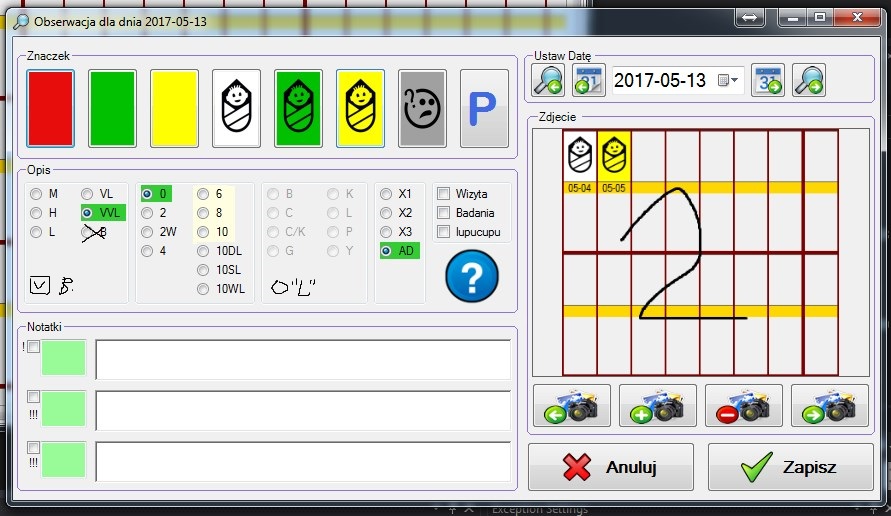 Obserwacja dla dnia 2017-05-13
Znaczek
P
Ustaw Datę
31 2017-05-13 31
Zdjecie
05-04 05-05
2
Opis
M VL 0 6 B K X1 Wizyta
H VVL 2 8 C L X2 Badania
L B 2W 10 C/K P X3 lupucupu
4 10DL G Y AD
10SL
10WL
V B. O"L" ?
Notatki
!
!!!
!!!
Anuluj Zapisz
Exception Settings